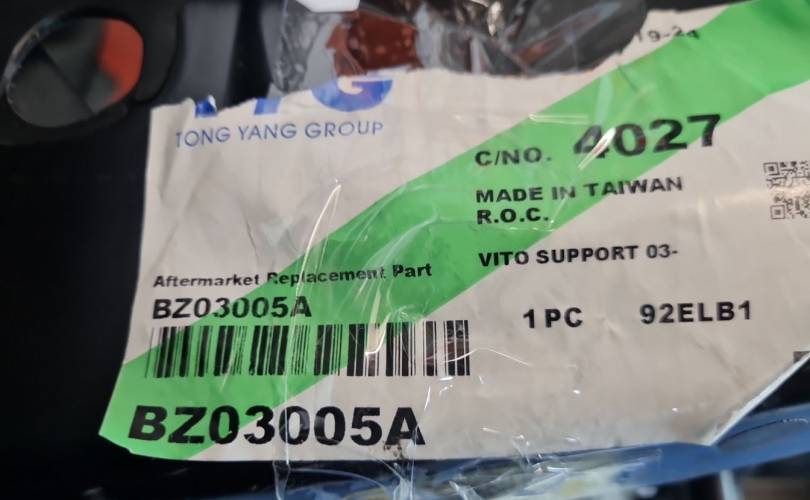 19-24
TYG
TONG YANG GROUP
C/NO. 4027
MADE IN TAIWAN
R.O.C.
VITO SUPPORT 03-
Aftermarket Replacement Part
BZ03005A
1 PC 92ELB1
BZ03005A